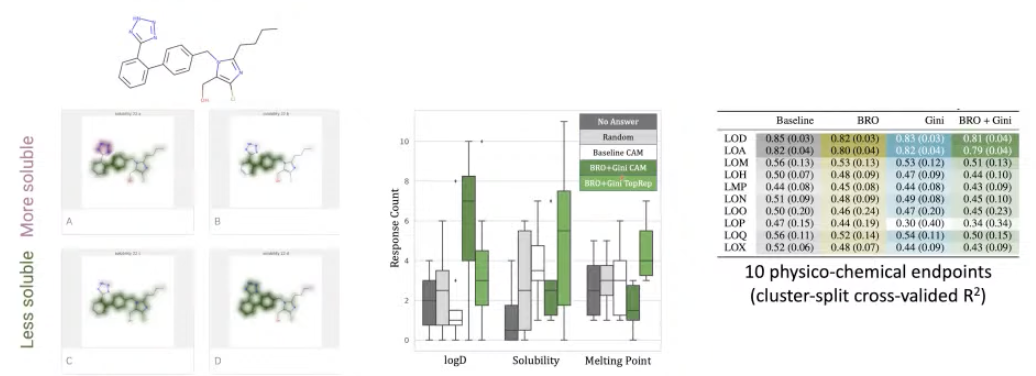 OH
Cl
More soluble
Less soluble
A
B
C
D
Response Count
10
8
6
4
2
0
No Answer
Random
Baseline CAM
BRO+Gini CAM
BRO+Gini TopRep
logD
Solubility
Melting Point
Baseline BRO Gini BRO + Gini
LOD 0.85 (0.03) 0.82 (0.03) 0.83 (0.03) 0.81 (0.04)
LOA 0.82 (0.04) 0.80 (0.04) 0.82 (0.04) 0.79 (0.04)
LOM 0.56 (0.13) 0.53 (0.13) 0.53 (0.12) 0.51 (0.13)
LOH 0.50 (0.07) 0.48 (0.09) 0.47 (0.09) 0.44 (0.10)
LMP 0.44 (0.08) 0.45 (0.08) 0.44 (0.08) 0.43 (0.09)
LON 0.51 (0.09) 0.48 (0.09) 0.49 (0.08) 0.45 (0.10)
LOO 0.50 (0.20) 0.46 (0.24) 0.47 (0.20) 0.45 (0.23)
LOP 0.47 (0.15) 0.44 (0.19) 0.30 (0.40) 0.34 (0.34)
LOQ 0.56 (0.11) 0.52 (0.14) 0.54 (0.11) 0.50 (0.15)
LOX 0.52 (0.06) 0.48 (0.07) 0.44 (0.09) 0.43 (0.09)
10 physico-chemical endpoints
(cluster-split cross-valided R²)